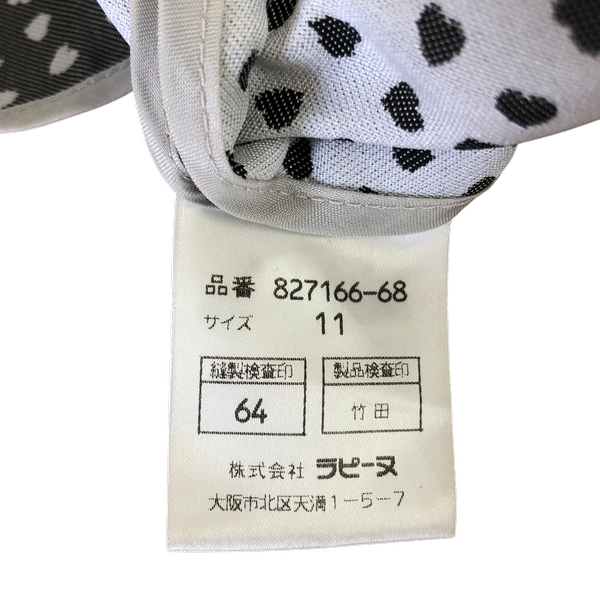 品番 827166-68
サイズ 11
縫製検査印 製品検査印
64 竹田
株式会社 ラピーヌ
大阪市北区天満1-5-7